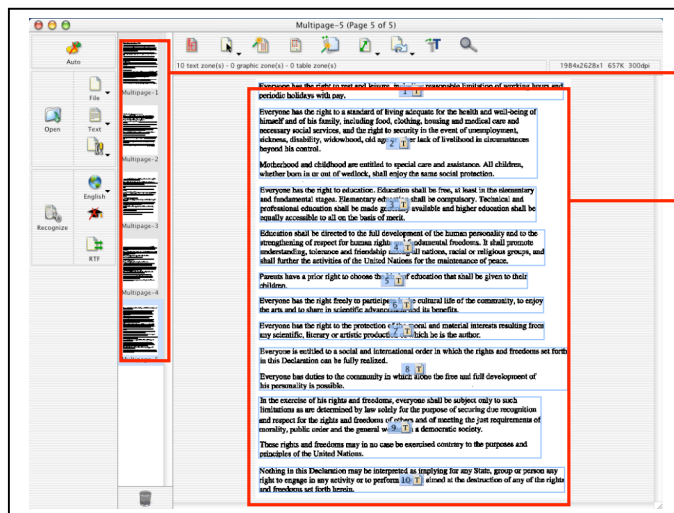 Multipage-5 (Page 5 of 5)
Auto
10 text zone(s) - 0 graphic zone(s) - 0 table zone(s)
1984x2628x1 657K 300dpi
File
Open
Text
English
Recognize
RTF
Multipage-1
Multipage-2
Multipage-3
Multipage-4
Everyone has the right to rest and leisure, reasonable limitation of working hours and
periodic holidays with pay.
1 T
Everyone has the right to a standard of living adequate for the health and well-being of
himself and of his family, including food, clothing, housing and medical care and
necessary social services, and the right to security in the event of unemployment,
sickness, disability, widowhood, old lack of livelihood in circumstances
beyond his control.
2 T
Motherhood and childhood are entitled to special care and assistance. All children,
whether born in or out of wedlock, shall enjoy the same social protection.
Everyone has the right to education. Education shall be free, at least in the elementary
and fundamental stages. Elementary shall be compulsory. Technical and
professional education shall be made available and higher education shall be
equally accessible to all on the basis of merit.
T
Education shall be directed to the full development of the human personality and to the
strengthening of respect for human rights fundamental freedoms. It shall promote
understanding, tolerance and friendship all nations, racial or religious groups, and
shall further the activities of the United Nations for the maintenance of peace.
4 T
Parents have a prior right to choose the of education that shall be given to their
children.
5 T
Everyone has the right freely to participate cultural life of the community, to enjoy
the arts and to share in scientific advancement and its benefits.
6 T
Everyone has the right to the protection of the moral and material interests resulting from
any scientific, literary or artistic production of which he is the author.
7 T
Everyone is entitled to a social and international order in which the rights and freedoms set forth
in this Declaration can be fully realized.
8 T
Everyone has duties to the community in which alone the free and full development of
his personality is possible.
In the exercise of his rights and freedoms, everyone shall be subject only to such
limitations as are determined by law solely for the purpose of securing due recognition
and respect for the rights and freedoms of others and of meeting the just requirements of
morality, public order and the general a democratic society.
9 T
These rights and freedoms may in no case be exercised contrary to the purposes and
principles of the United Nations.
Nothing in this Declaration may be interpreted as implying for any State, group or person any
right to engage in any activity or to perform aimed at the destruction of any of the rights
and freedoms set forth herein.
10 T